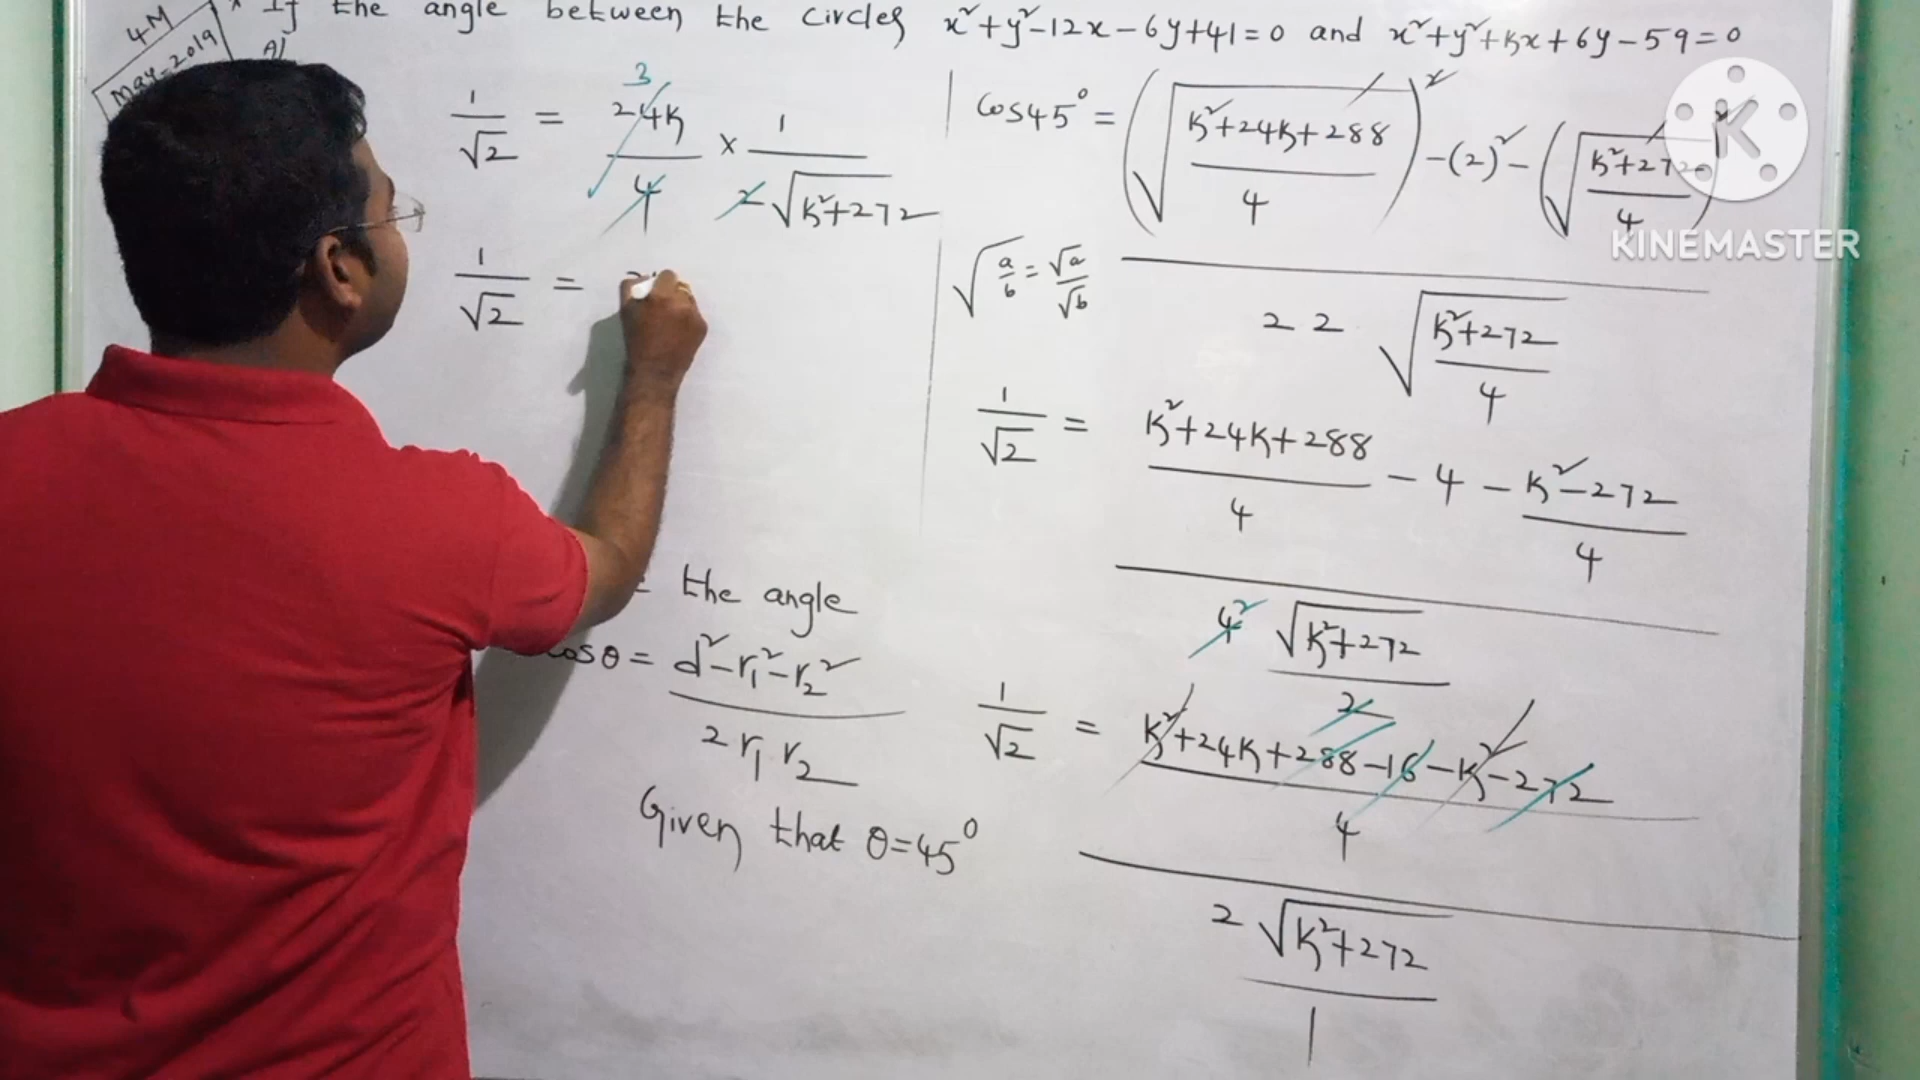 4M
May-2019
* If the angle between the circles x²+y²-12x-6y+41=0 and x²+y²+kx+6y-59=0
A)
3
1/√2 = 24k/4 × 1/2√k²+272
1/√2 =
the angle
cosθ = d²-r₁²-r₂² / 2r₁r₂
Given that θ=45°
cos45° = (√k²+24k+288/4)² -(2)² - (√k²+272/4)²
2 2 √k²+272/4
√a/b = √a/√b
1/√2 = k²+24k+288/4 - 4 - k²-272/4
4² √k²+272/2
1/√2 = k²+24k+288-16-k²-272/4
2√k²+272/1
K
KINEMASTER